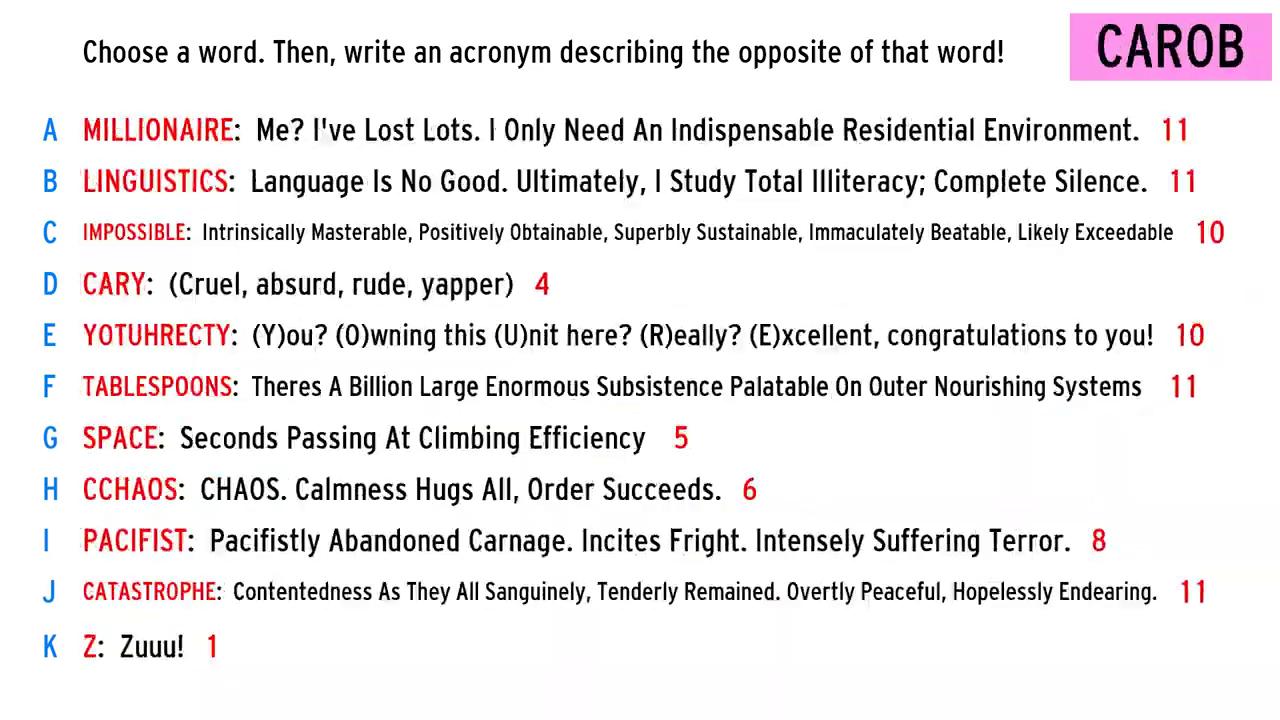 Choose a word. Then, write an acronym describing the opposite of that word!
CAROB
A MILLIONAIRE: Me? I've Lost Lots. I Only Need An Indispensable Residential Environment. 11
B LINGUISTICS: Language Is No Good. Ultimately, I Study Total Illiteracy; Complete Silence. 11
C IMPOSSIBLE: Intrinsically Masterable, Positively Obtainable, Superbly Sustainable, Immaculately Beatable, Likely Exceedable 10
D CARY: (Cruel, absurd, rude, yapper) 4
E YOTUHRECTY: (Y)ou? (O)wning this (U)nit here? (R)eally? (E)xcellent, congratulations to you! 10
F TABLESPOONS: Theres A Billion Large Enormous Subsistence Palatable On Outer Nourishing Systems 11
G SPACE: Seconds Passing At Climbing Efficiency 5
H CCHAOS: CHAOS. Calmness Hugs All, Order Succeeds. 6
I PACIFIST: Pacifistly Abandoned Carnage. Incites Fright. Intensely Suffering Terror. 8
J CATASTROPHE: Contentedness As They All Sanguinely, Tenderly Remained. Overtly Peaceful, Hopelessly Endearing. 11
K Z: Zuuu! 1